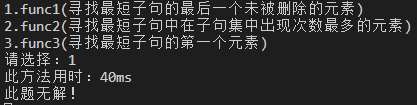 1.func1(寻找最短子句的最后一个未被删除的元素)
2.func2(寻找最短子句中在子句集中出现次数最多的元素)
3.func3(寻找最短子句的第一个元素)
请选择：1
此方法用时：40ms
此题无解！